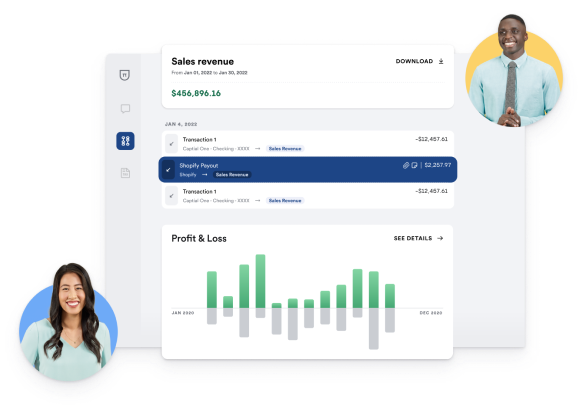 Sales revenue
DOWNLOAD
From Jan 01, 2022 to Jan 30, 2022
$456,896.16
JAN 4, 2022
Transaction 1
-$12,457.61
Capital One · Checking · XXXX → Sales Revenue
Shopify Payout
$2,257.97
Shopify → Sales Revenue
Transaction 1
-$12,457.61
Capital One · Checking · XXXX → Sales Revenue
Profit & Loss
SEE DETAILS →
JAN 2020
DEC 2020